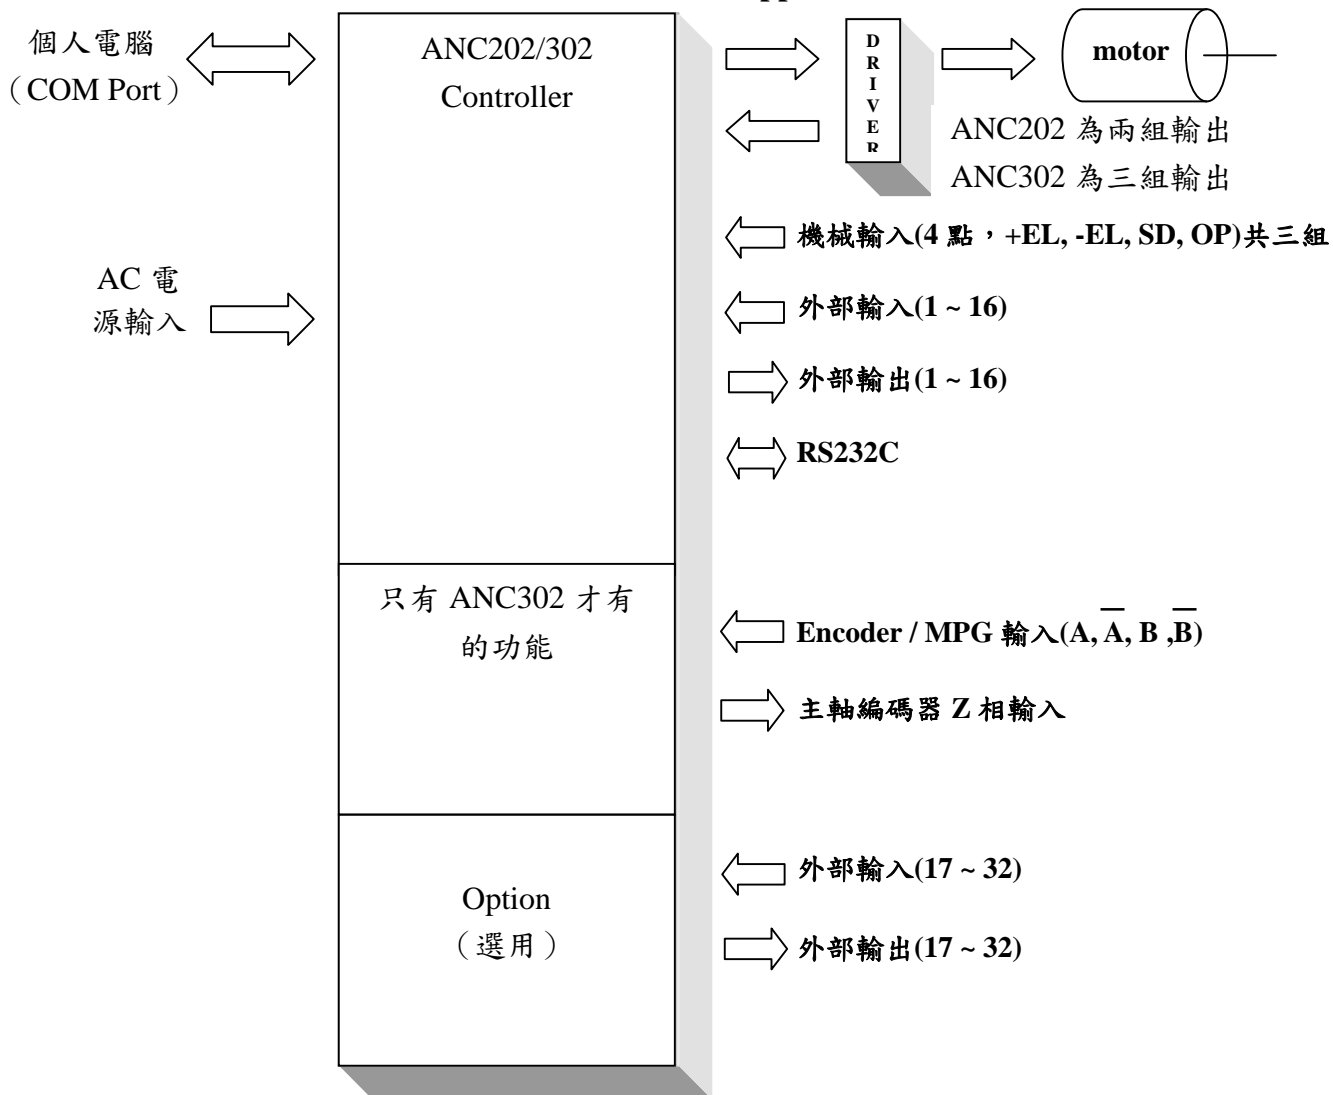 個人電腦
（COM Port）
ANC202/302
Controller
DRIVER
motor
ANC202 為兩組輸出
ANC302 為三組輸出
機械輸入(4 點，+EL, -EL, SD, OP)共三組
AC 電
源輸入
外部輸入(1 ~ 16)
外部輸出(1 ~ 16)
RS232C
只有 ANC302 才有
的功能
Encoder / MPG 輸入(A, A̅, B ,B̅)
主軸編碼器 Z 相輸入
Option
（選用）
外部輸入(17 ~ 32)
外部輸出(17 ~ 32)